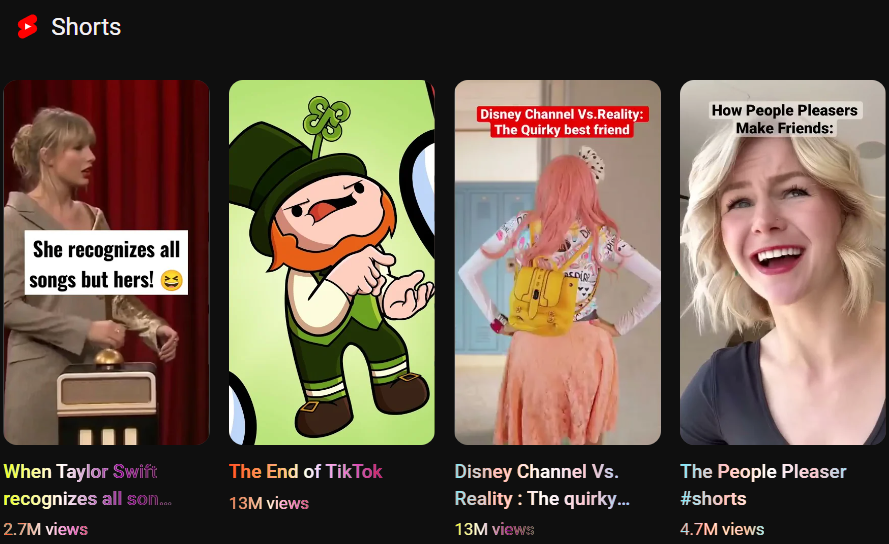 Shorts
She recognizes all
songs but hers! 😆
Disney Channel Vs.Reality:
The Quirky best friend
How People Pleasers
Make Friends:
When Taylor Swift
recognizes all son...
2.7M views
The End of TikTok
13M views
Disney Channel Vs.
Reality : The quirky...
13M views
The People Pleaser
#shorts
4.7M views